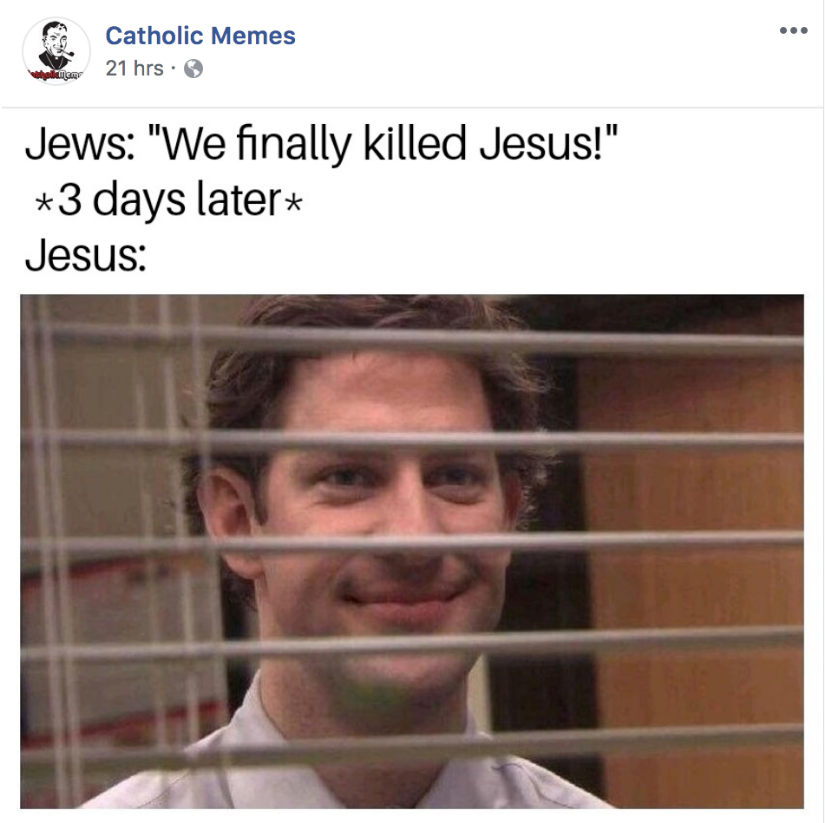 Catholic Memes
21 hrs ·
Jews: "We finally killed Jesus!"
*3 days later*
Jesus: